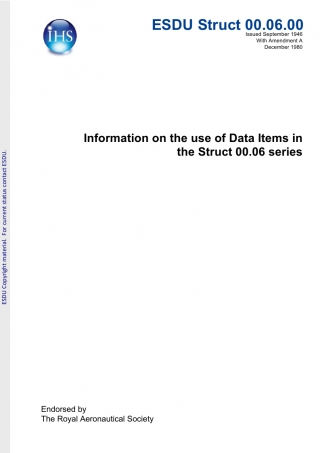 IHS
ESDU Struct 00.06.00
Issued September 1946
With Amendment A
December 1980
Information on the use of Data Items in
the Struct 00.06 series
ESDU Copyright material. For current status contact ESDU.
Endorsed by
The Royal Aeronautical Society